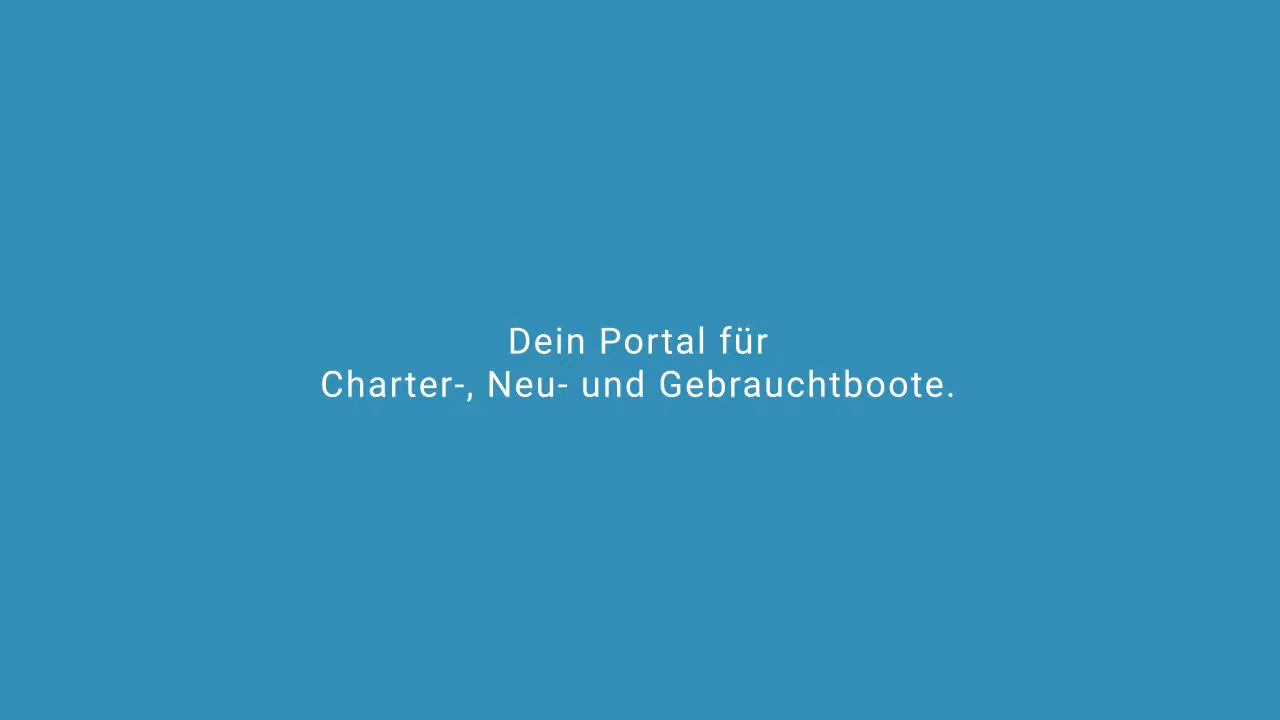 Dein Portal für
Charter-, Neu- und Gebrauchtboote.